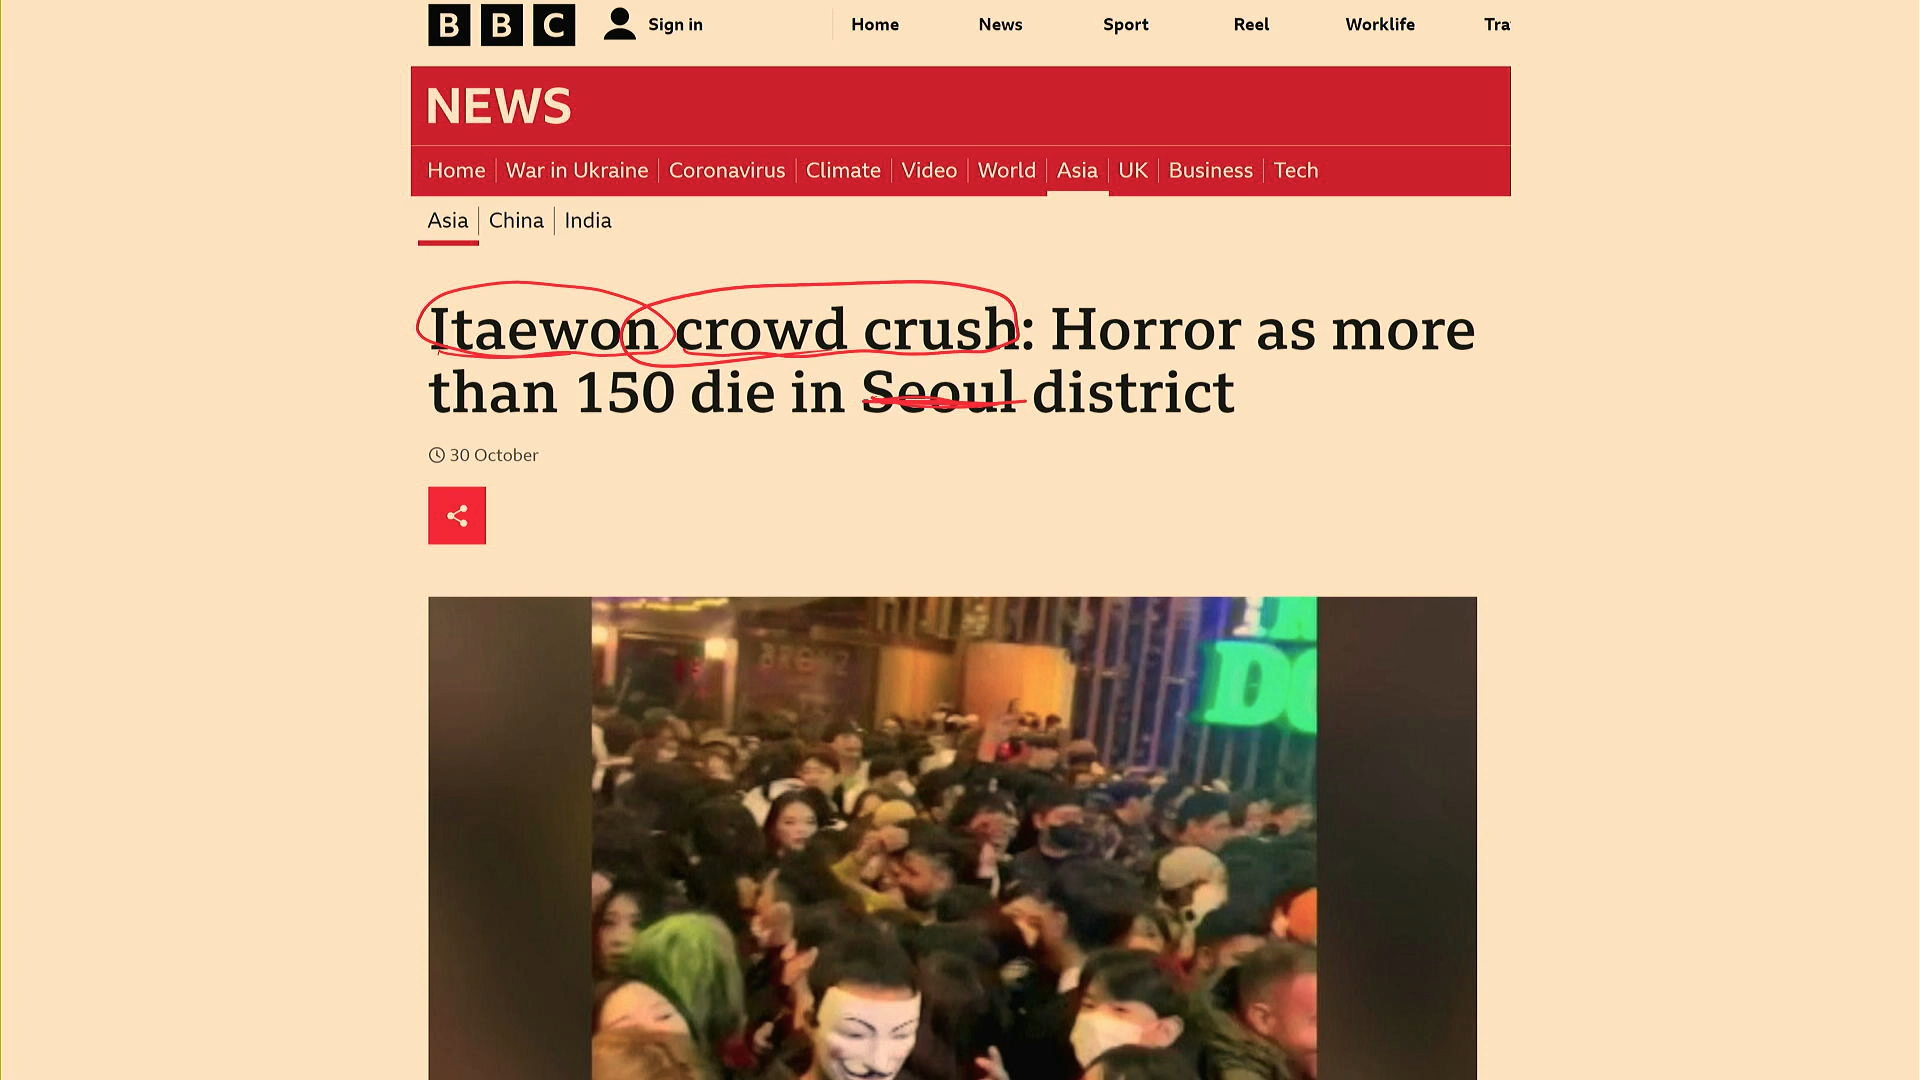 BBC Sign in Home News Sport Reel Worklife Tra
NEWS
Home War in Ukraine Coronavirus Climate Video World Asia UK Business Tech
Asia China India
Itaewon crowd crush: Horror as more
than 150 die in Seoul district
30 October
BRONZ
DO